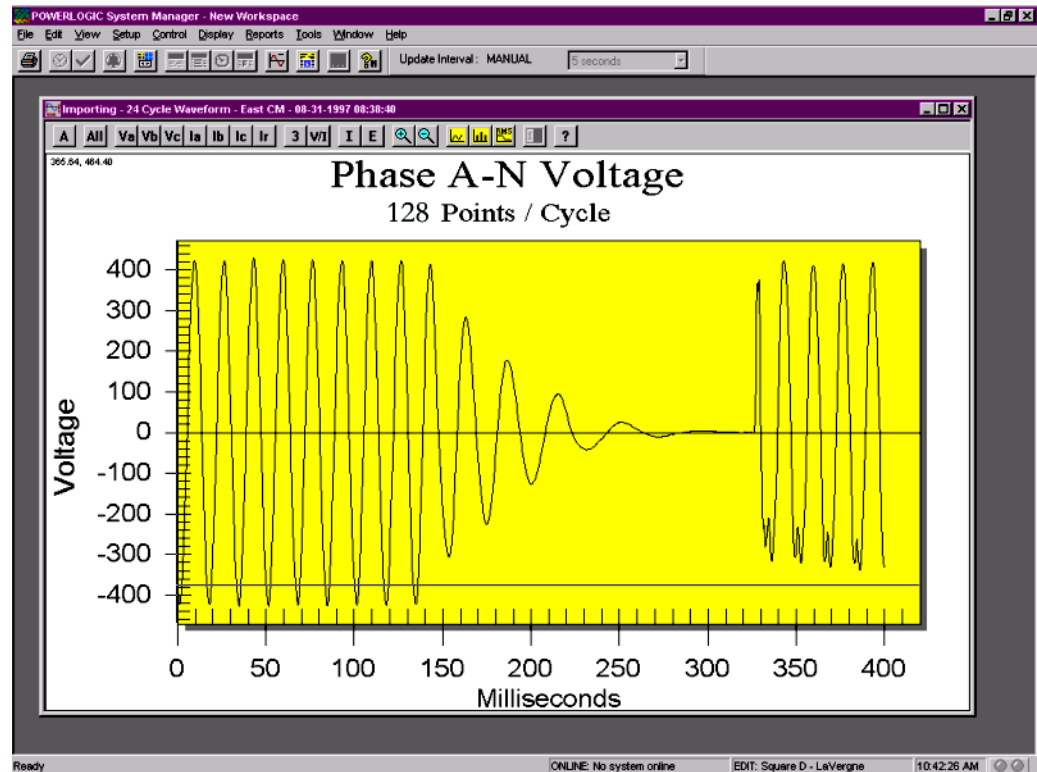 POWERLOGIC System Manager - New Workspace
File Edit View Setup Control Display Reports Tools Window Help
Update Interval: MANUAL 5 seconds
Importing - 24 Cycle Waveform - East CM - 08-31-1997 08:38:40
A All Va Vb Vc Ia Ib Ic Ir 3 V/I I E RMS ?
365.64, 464.40
Phase A-N Voltage
128 Points / Cycle
Voltage
400
300
200
100
0
-100
-200
-300
-400
0 50 100 150 200 250 300 350 400
Milliseconds
Ready ONLINE: No system online EDIT: Square D - LaVergne 10:42:26 AM